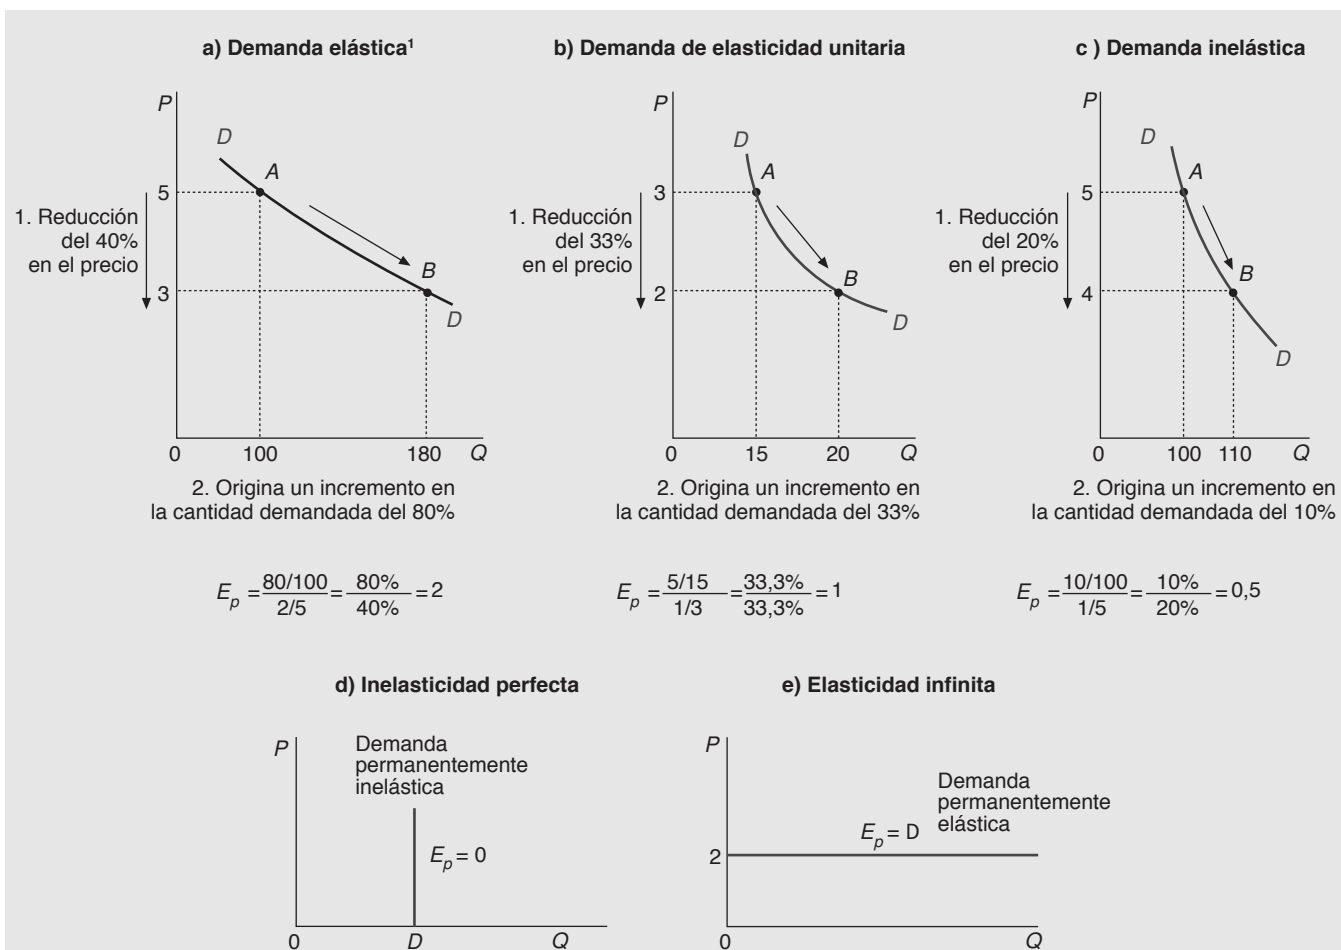 a) Demanda elástica¹
P
D
A
5
1. Reducción
del 40%
en el precio
B
3
D
0
100
180
Q
2. Origina un incremento en
la cantidad demandada del 80%
E_p = 80/100 / 2/5 = 80% / 40% = 2
b) Demanda de elasticidad unitaria
P
D
A
3
1. Reducción
del 33%
en el precio
B
2
D
0
15
20
Q
2. Origina un incremento en
la cantidad demandada del 33%
E_p = 5/15 / 1/3 = 33,3% / 33,3% = 1
c ) Demanda inelástica
P
D
A
5
1. Reducción
del 20%
en el precio
B
4
D
0
100
110
Q
2. Origina un incremento en
la cantidad demandada del 10%
E_p = 10/100 / 1/5 = 10% / 20% = 0,5
d) Inelasticidad perfecta
P
Demanda
permanentemente
inelástica
E_p = 0
0
D
Q
e) Elasticidad infinita
P
Demanda
permanentemente
elástica
E_p = D
2
0
Q